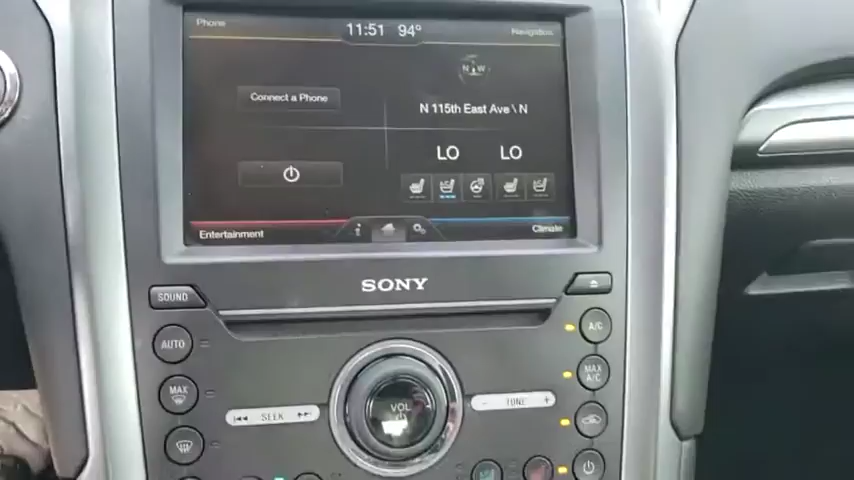 Phone
11:51 94°
Navigation
N W
Connect a Phone
N 115th East Ave \ N
LO LO
Entertainment
i
Climate
SONY
SOUND
AUTO
A/C
MAX
MAX
A/C
VOL
SEEK
- TUNE +